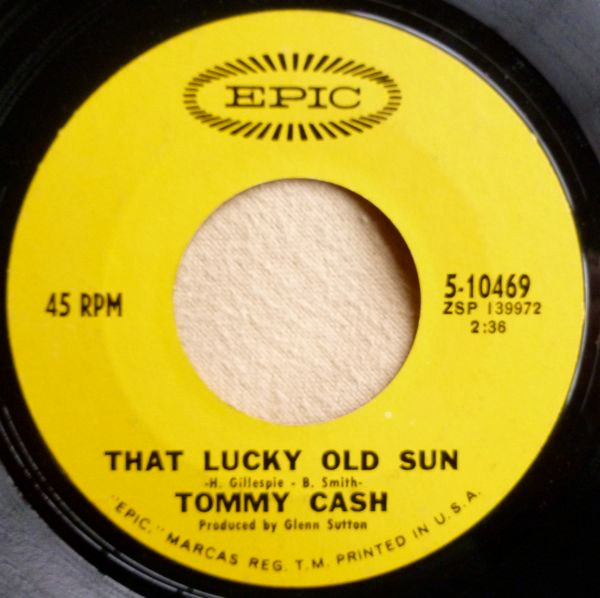 EPIC
45 RPM
5-10469
ZSP 139972
2:36
THAT LUCKY OLD SUN
-H. Gillespie - B. Smith-
TOMMY CASH
Produced by Glenn Sutton
"EPIC," MARCAS REG. T.M. PRINTED IN U.S.A.